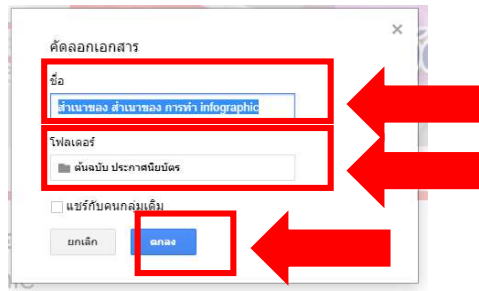 คัดลอกเอกสาร
ชื่อ
สำเนาของ สำเนาของ การทำ infographic
โฟลเดอร์
ต้นฉบับ ประกาศนียบัตร
แชร์กับคนกลุ่มเดิม
ยกเลิก
ตกลง